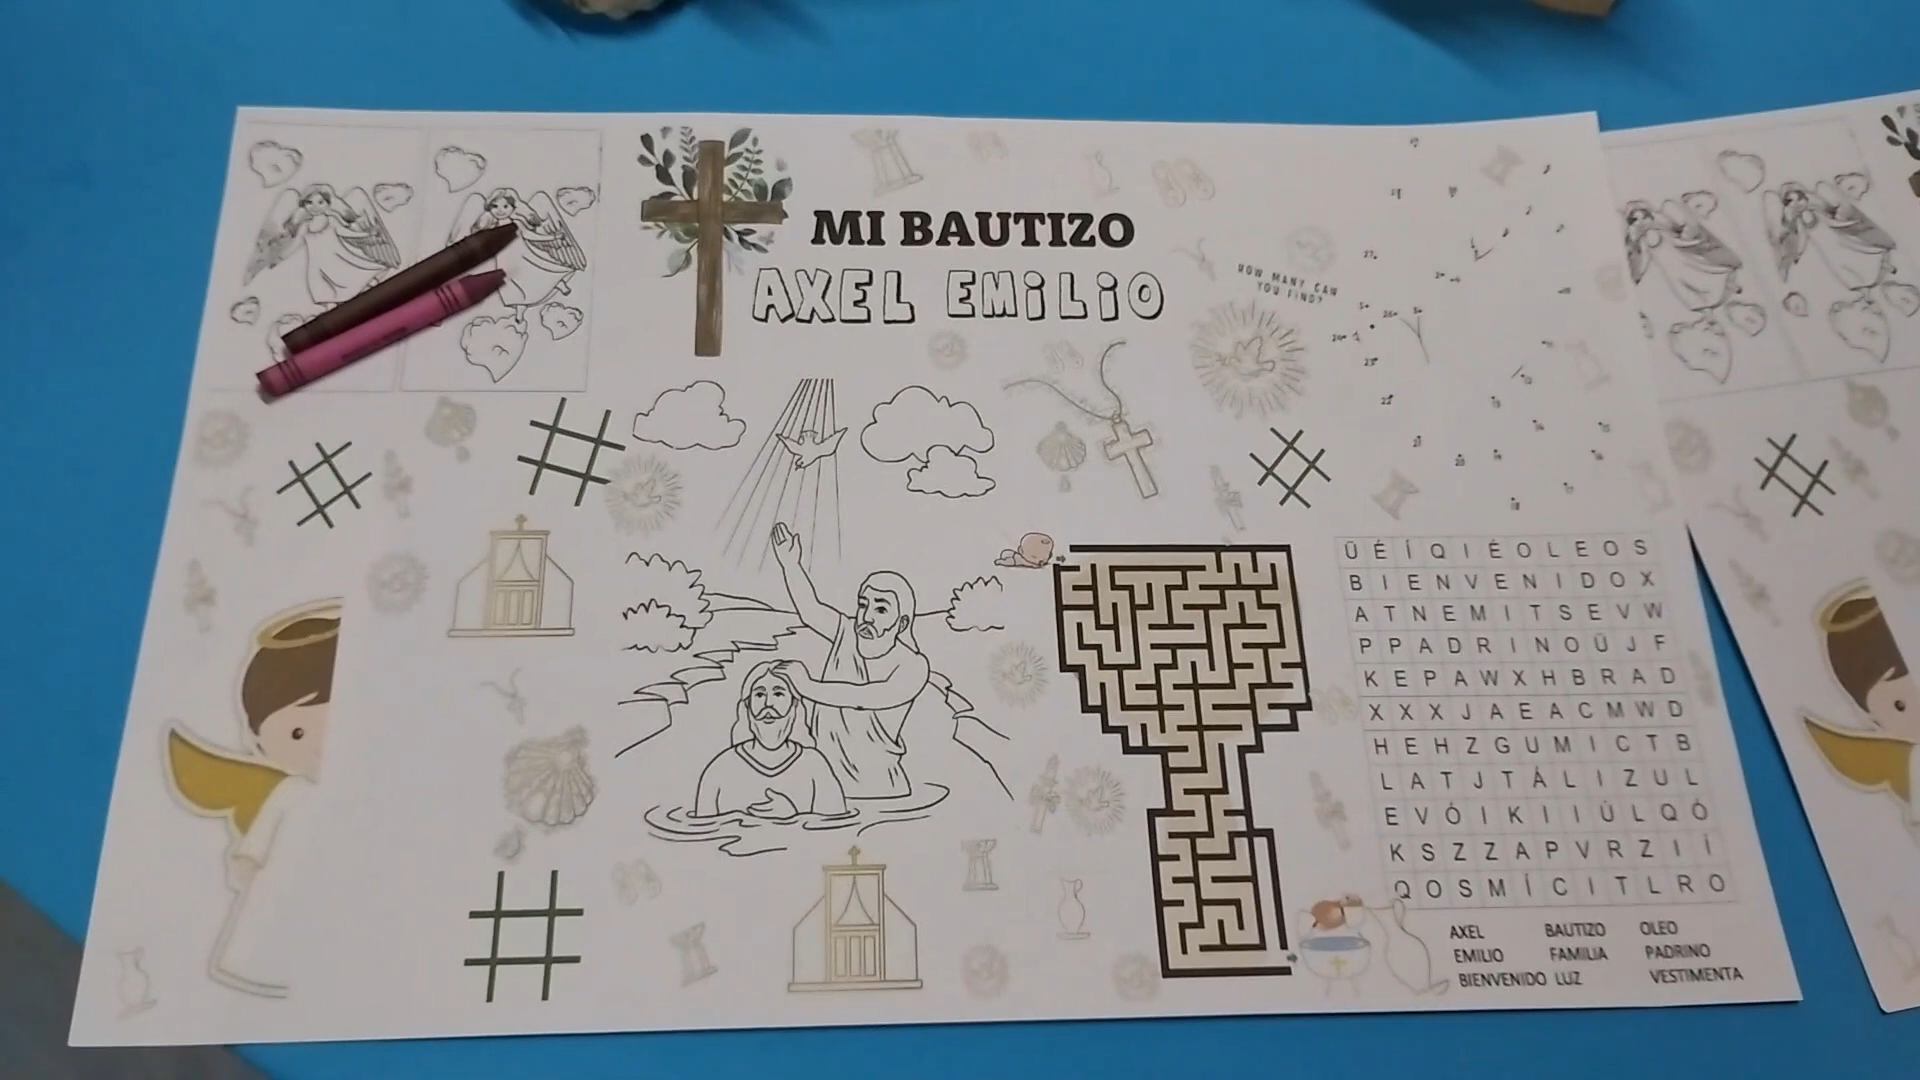 MI BAUTIZO
AXEL EMiLiO
HOW MANY CAN
YOU FIND?
Ü É Í Q I É O L E O S
B I E N V E N I D O X
A T N E M I T S E V W
P P A D R I N O Ü J F
K E P A W X H B R A D
X X X J A E A C M W D
H E H Z G U M I C T B
L A T J T Á L I Z U L
E V Ó I K I I Ú L Q Ó
K S Z Z A P V R Z I Í
Q O S M Í C I T L R O
AXEL BAUTIZO OLEO
EMILIO FAMILIA PADRINO
BIENVENIDO LUZ VESTIMENTA